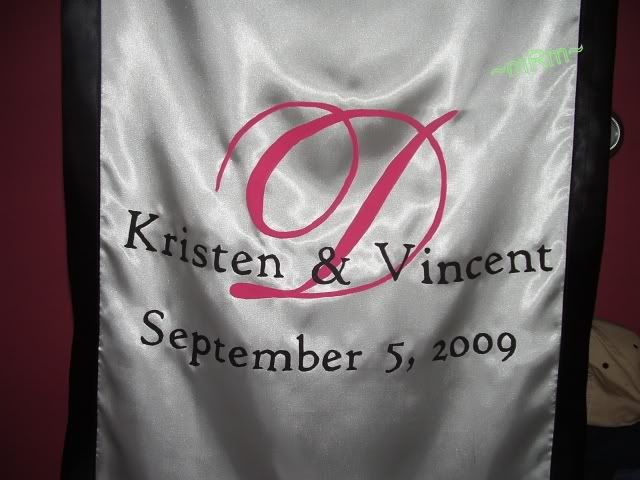 ~mRm~
D
Kristen & Vincent
September 5, 2009